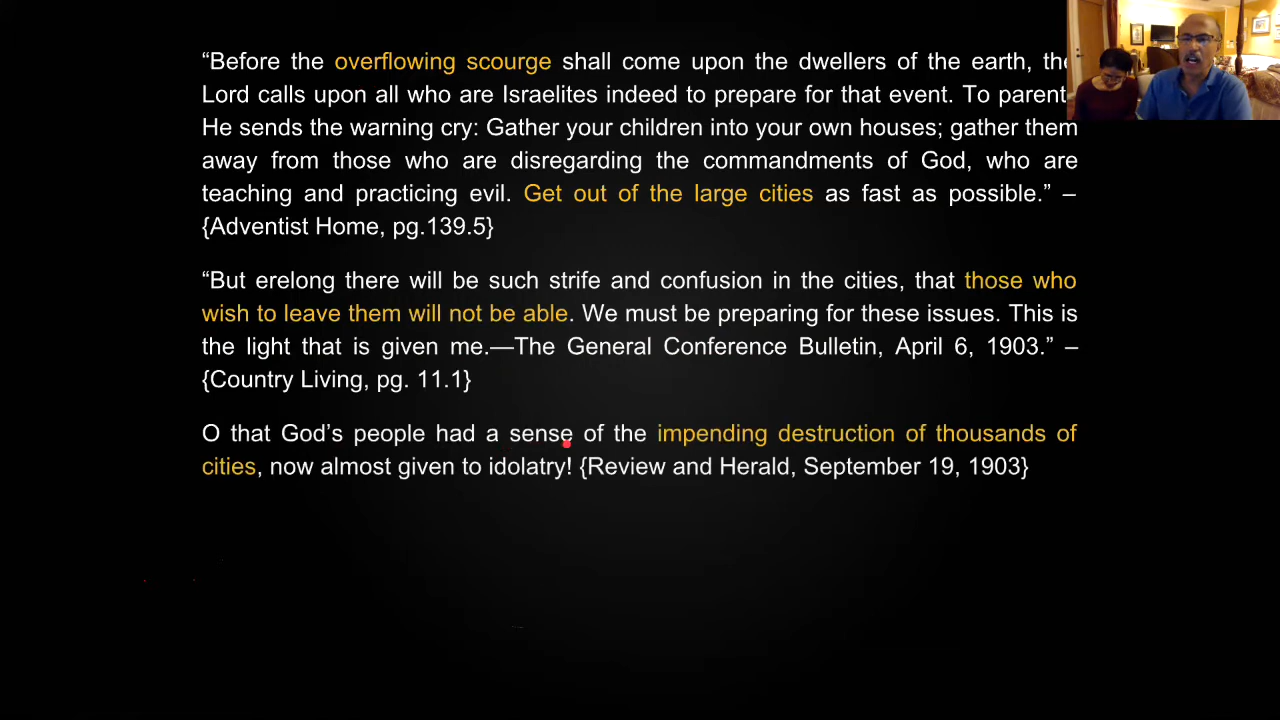 “Before the overflowing scourge shall come upon the dwellers of the earth, the
Lord calls upon all who are Israelites indeed to prepare for that event. To parent
He sends the warning cry: Gather your children into your own houses; gather them
away from those who are disregarding the commandments of God, who are
teaching and practicing evil. Get out of the large cities as fast as possible.” –
{Adventist Home, pg.139.5}
“But erelong there will be such strife and confusion in the cities, that those who
wish to leave them will not be able. We must be preparing for these issues. This is
the light that is given me.—The General Conference Bulletin, April 6, 1903.” –
{Country Living, pg. 11.1}
O that God’s people had a sense of the impending destruction of thousands of
cities, now almost given to idolatry! {Review and Herald, September 19, 1903}